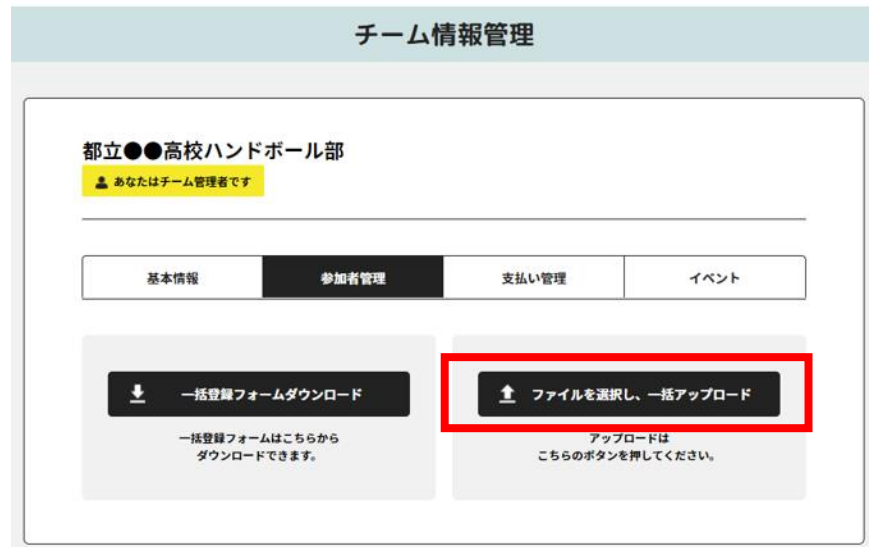 チーム情報管理
都立●●高校ハンドボール部
あなたはチーム管理者です
基本情報
参加者管理
支払い管理
イベント
一括登録フォームダウンロード
一括登録フォームはこちらから
ダウンロードできます。
ファイルを選択し、一括アップロード
アップロードは
こちらのボタンを押してください。